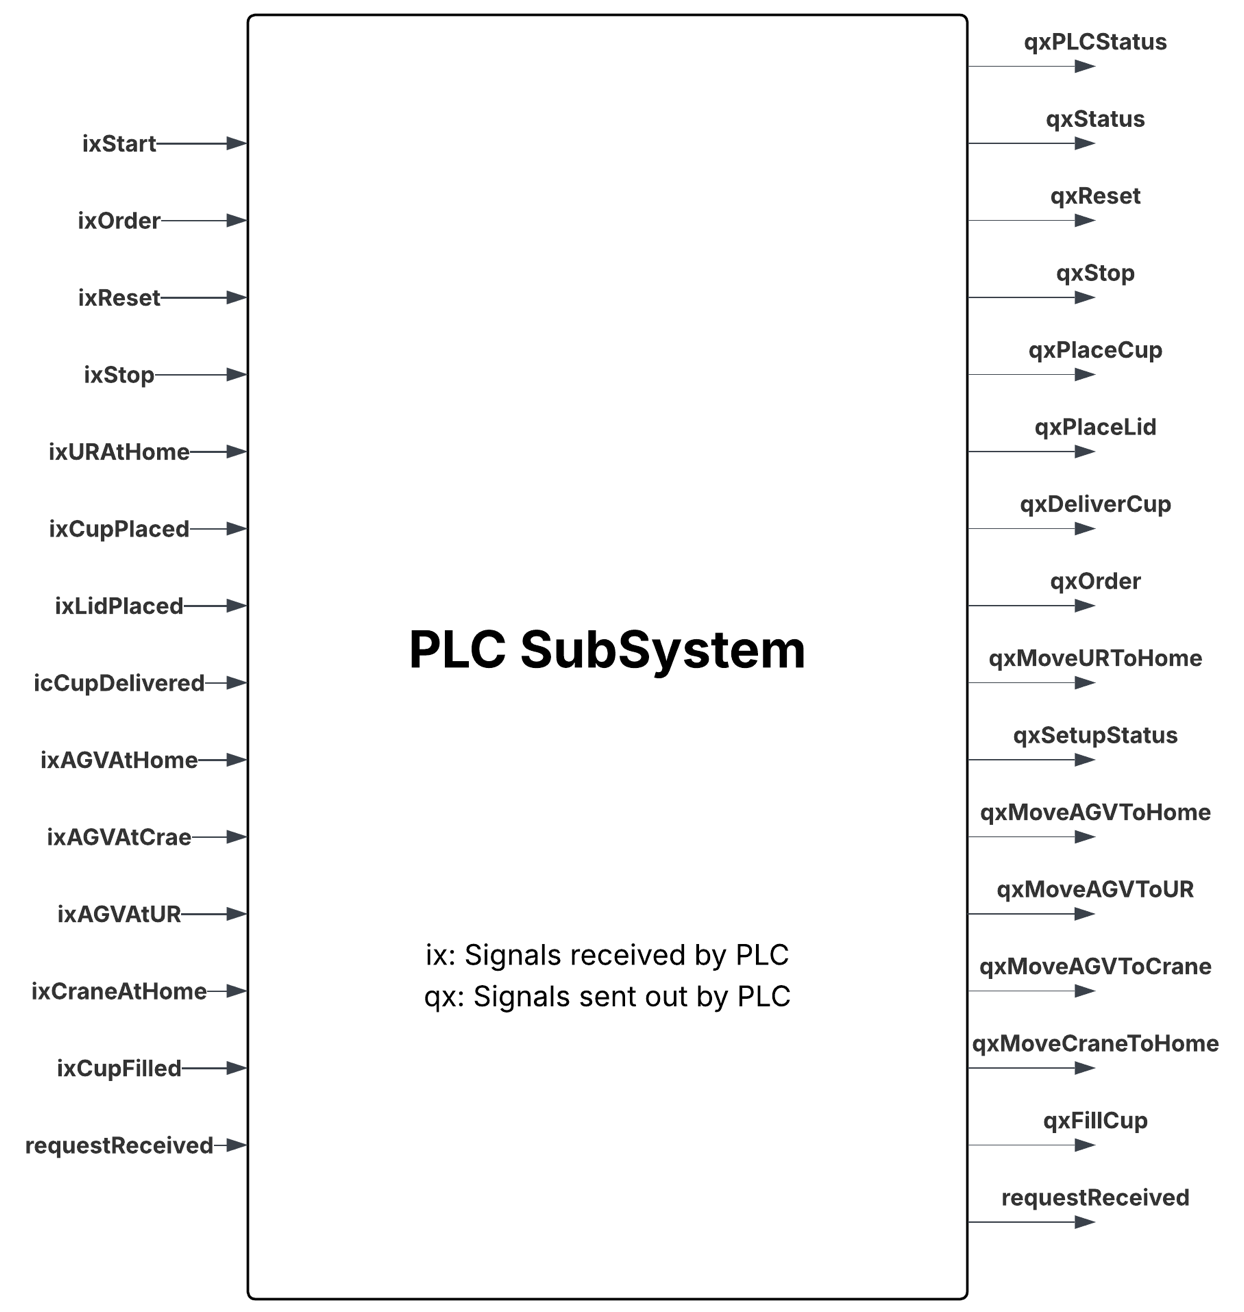 qxPLCStatus
ixStart
qxStatus
ixOrder
qxReset
ixReset
qxStop
ixStop
qxPlaceCup
ixURAtHome
qxPlaceLid
ixCupPlaced
qxDeliverCup
ixLidPlaced
qxOrder
PLC SubSystem
icCupDelivered
qxMoveURToHome
ixAGVAtHome
qxSetupStatus
ixAGVAtCrae
qxMoveAGVToHome
ixAGVAtUR
qxMoveAGVToUR
ix: Signals received by PLC
qx: Signals sent out by PLC
ixCraneAtHome
qxMoveAGVToCrane
ixCupFilled
qxMoveCraneToHome
requestReceived
qxFillCup
requestReceived